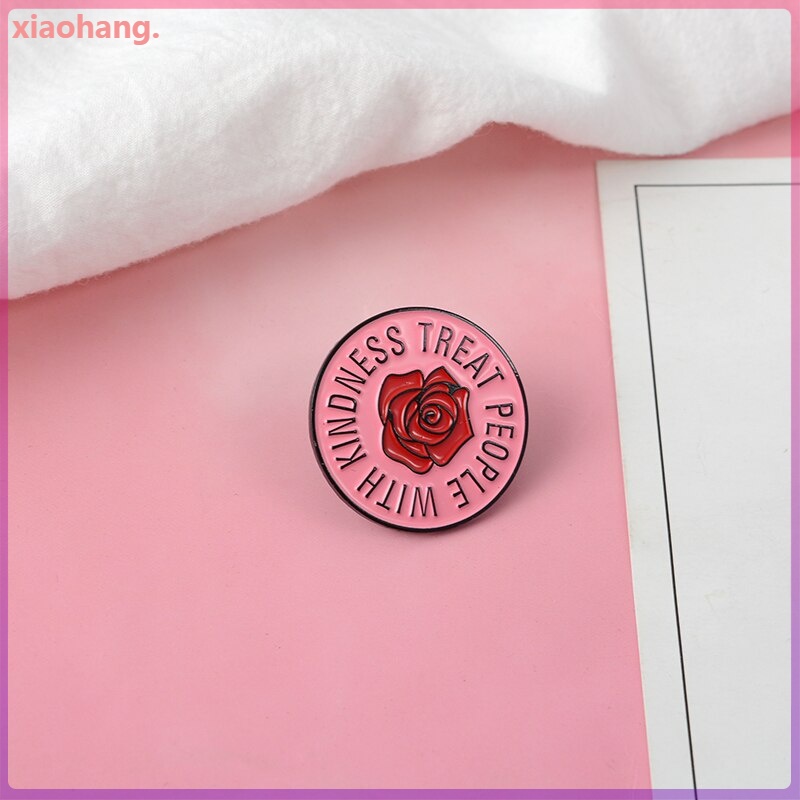 xiaohang.
TREAT PEOPLE WITH KINDNESS